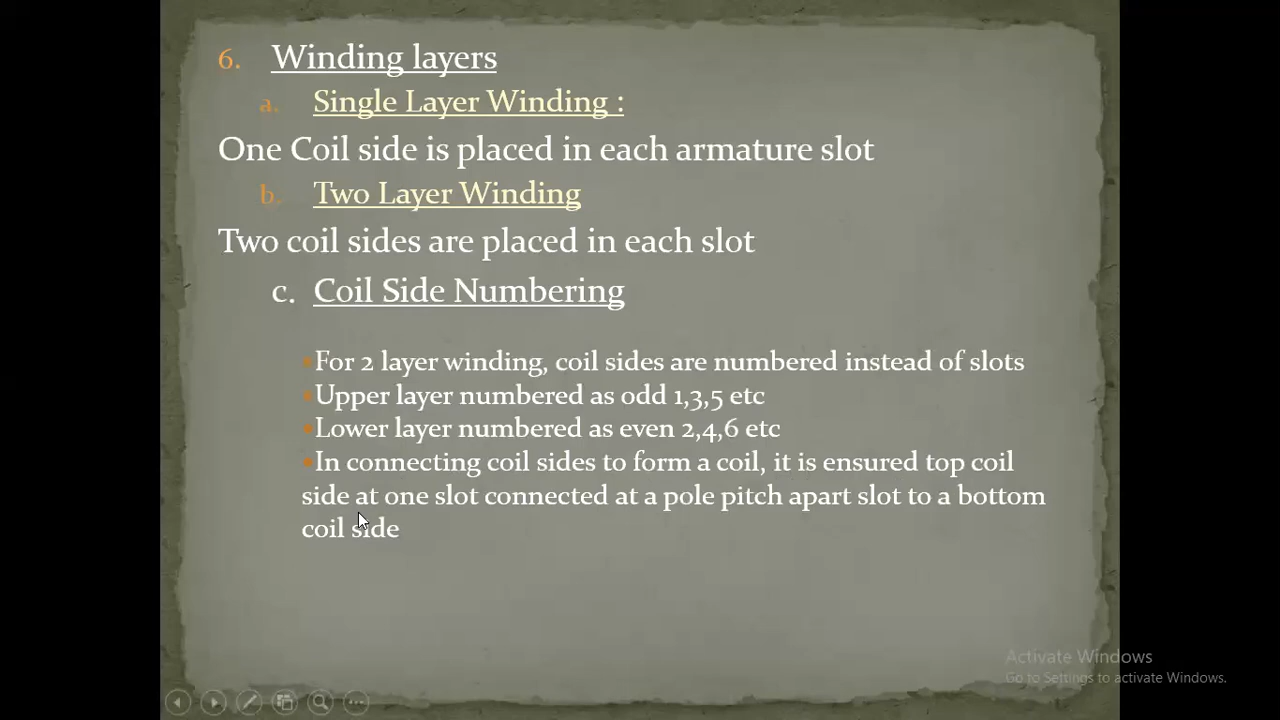 6. Winding layers
a. Single Layer Winding :
One Coil side is placed in each armature slot
b. Two Layer Winding
Two coil sides are placed in each slot
c. Coil Side Numbering
For 2 layer winding, coil sides are numbered instead of slots
Upper layer numbered as odd 1,3,5 etc
Lower layer numbered as even 2,4,6 etc
In connecting coil sides to form a coil, it is ensured top coil
side at one slot connected at a pole pitch apart slot to a bottom
coil side
Activate Windows
Go to Settings to activate Windows.